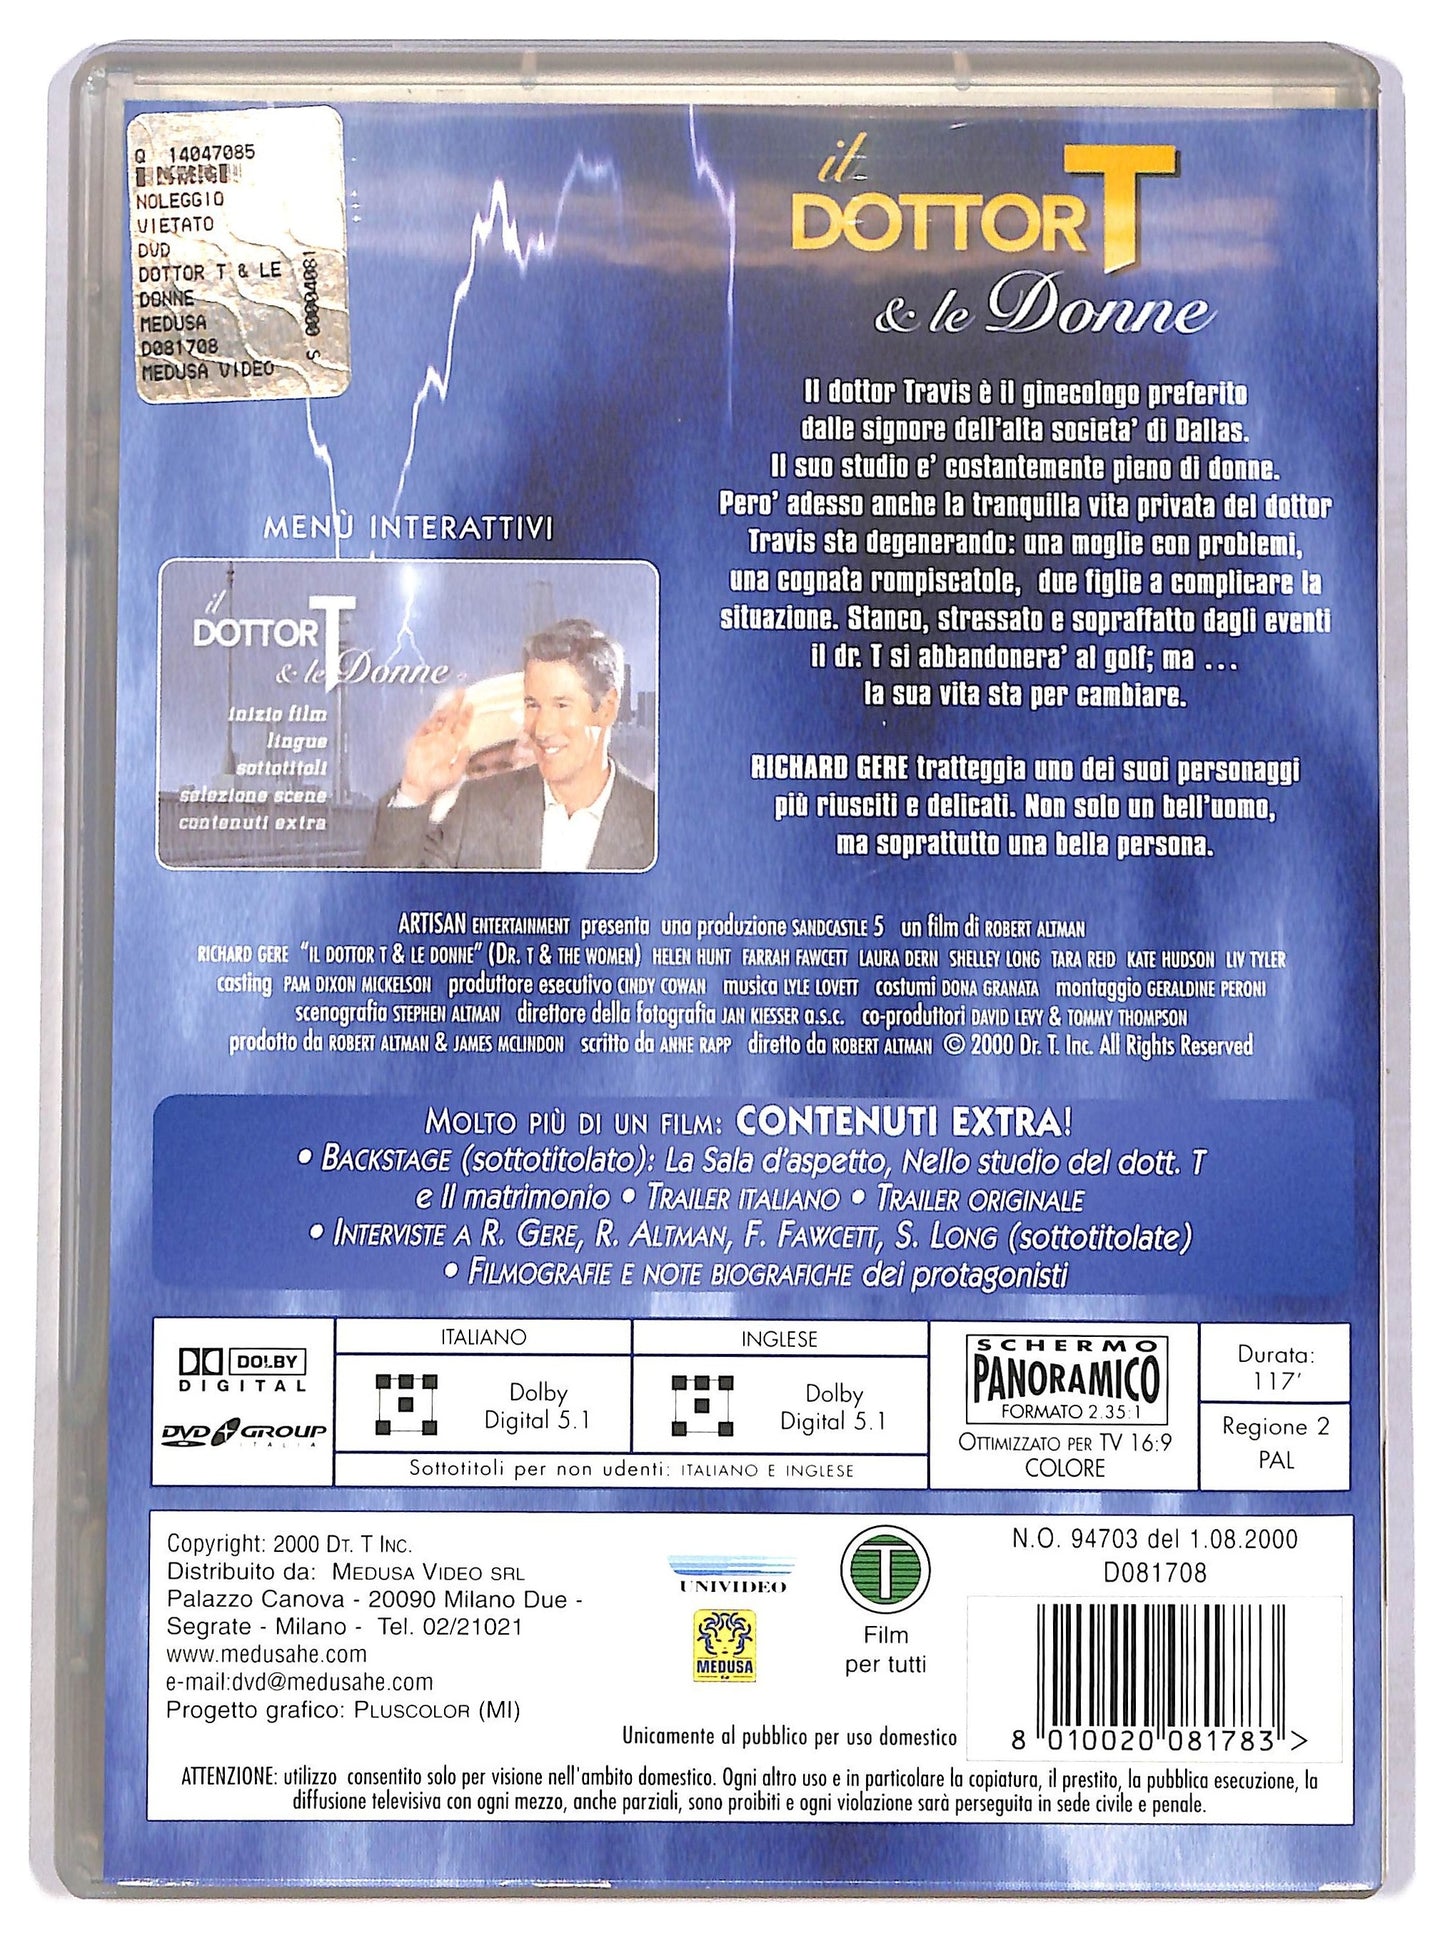 Q 14047085
NOLEGGIO
VIETATO
DVD
DOTTOR T & LE
DONNE
MEDUSA
D081708
MEDUSA VIDEO
S 00004081
il
DOTTOR T
& le Donne
Il dottor Travis è il ginecologo preferito
dalle signore dell'alta societa' di Dallas.
Il suo studio e' costantemente pieno di donne.
Pero' adesso anche la tranquilla vita privata del dottor
Travis sta degenerando: una moglie con problemi,
una cognata rompiscatole, due figlie a complicare la
situazione. Stanco, stressato e sopraffatto dagli eventi
il dr. T si abbandonera' al golf; ma ...
la sua vita sta per cambiare.
RICHARD GERE tratteggia uno dei suoi personaggi
più riusciti e delicati. Non solo un bell'uomo,
ma soprattutto una bella persona.
MENÙ INTERATTIVI
il
DOTTOR T
& le Donne
inizio film
lingue
sottotitoli
selezione scene
contenuti extra
ARTISAN ENTERTAINMENT presenta una produzione SANDCASTLE 5 un film di ROBERT ALTMAN
RICHARD GERE "IL DOTTOR T & LE DONNE" (DR. T & THE WOMEN) HELEN HUNT FARRAH FAWCETT LAURA DERN SHELLEY LONG TARA REID KATE HUDSON LIV TYLER
casting PAM DIXON MICKELSON produttore esecutivo CINDY COWAN musica LYLE LOVETT costumi DONA GRANATA montaggio GERALDINE PERONI
scenografia STEPHEN ALTMAN direttore della fotografia JAN KIESSER a.s.c. co-produttori DAVID LEVY & TOMMY THOMPSON
prodotto da ROBERT ALTMAN & JAMES MCLINDON scritto da ANNE RAPP diretto da ROBERT ALTMAN © 2000 Dr. T. Inc. All Rights Reserved
MOLTO PIÙ DI UN FILM: CONTENUTI EXTRA!
• BACKSTAGE (sottotitolato): La Sala d'aspetto, Nello studio del dott. T
e Il matrimonio • TRAILER ITALIANO • TRAILER ORIGINALE
• INTERVISTE A R. GERE, R. ALTMAN, F. FAWCETT, S. LONG (sottotitolate)
• FILMOGRAFIE E NOTE BIOGRAFICHE dei protagonisti
DOLBY
DIGITAL
DVD GROUP
ITALIA
ITALIANO
Dolby
Digital 5.1
INGLESE
Dolby
Digital 5.1
Sottotitoli per non udenti: ITALIANO E INGLESE
SCHERMO
PANORAMICO
FORMATO 2.35:1
OTTIMIZZATO PER TV 16:9
COLORE
Durata:
117'
Regione 2
PAL
Copyright: 2000 DT. T INC.
Distribuito da: MEDUSA VIDEO SRL
Palazzo Canova - 20090 Milano Due -
Segrate - Milano - Tel. 02/21021
www.medusahe.com
e-mail:dvd@medusahe.com
Progetto grafico: PLUSCOLOR (MI)
UNIVIDEO
MEDUSA
T
Film
per tutti
N.O. 94703 del 1.08.2000
D081708
8 010020 081783 >
Unicamente al pubblico per uso domestico
ATTENZIONE: utilizzo consentito solo per visione nell'ambito domestico. Ogni altro uso e in particolare la copiatura, il prestito, la pubblica esecuzione, la
diffusione televisiva con ogni mezzo, anche parziali, sono proibiti e ogni violazione sarà perseguita in sede civile e penale.